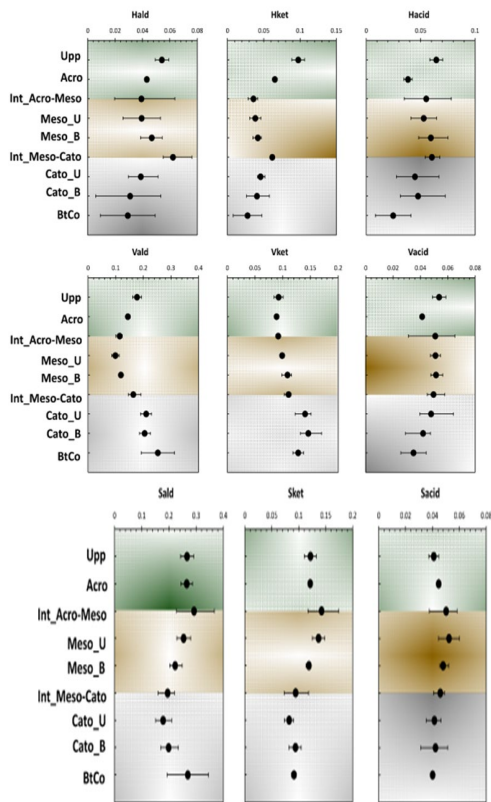 Hald Hket Hacid
0 0.02 0.04 0.06 0.08 0 0.05 0.1 0.15 0 0.05 0.1
Upp
Acro
Int_Acro-Meso
Meso_U
Meso_B
Int_Meso-Cato
Cato_U
Cato_B
BtCo
Vald Vket Vacid
0 0.1 0.2 0.3 0.4 0 0.05 0.1 0.15 0.2 0 0.02 0.04 0.06 0.08
Upp
Acro
Int_Acro-Meso
Meso_U
Meso_B
Int_Meso-Cato
Cato_U
Cato_B
BtCo
Sald Sket Sacid
0 0.1 0.2 0.3 0.4 0 0.05 0.1 0.15 0.2 0 0.02 0.04 0.06 0.08
Upp
Acro
Int_Acro-Meso
Meso_U
Meso_B
Int_Meso-Cato
Cato_U
Cato_B
BtCo